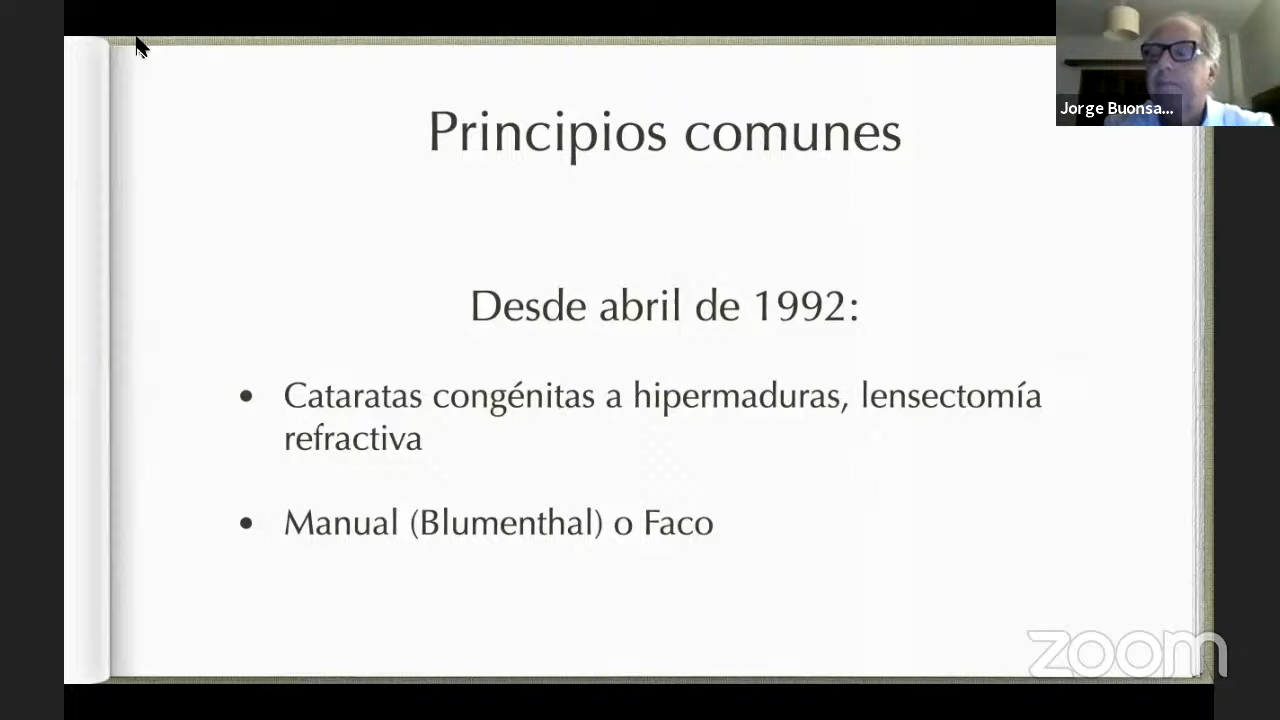 Jorge Buonsa...
Principios comunes
Desde abril de 1992:
• Cataratas congénitas a hipermaduras, lensectomía
refractiva
• Manual (Blumenthal) o Faco
zoom